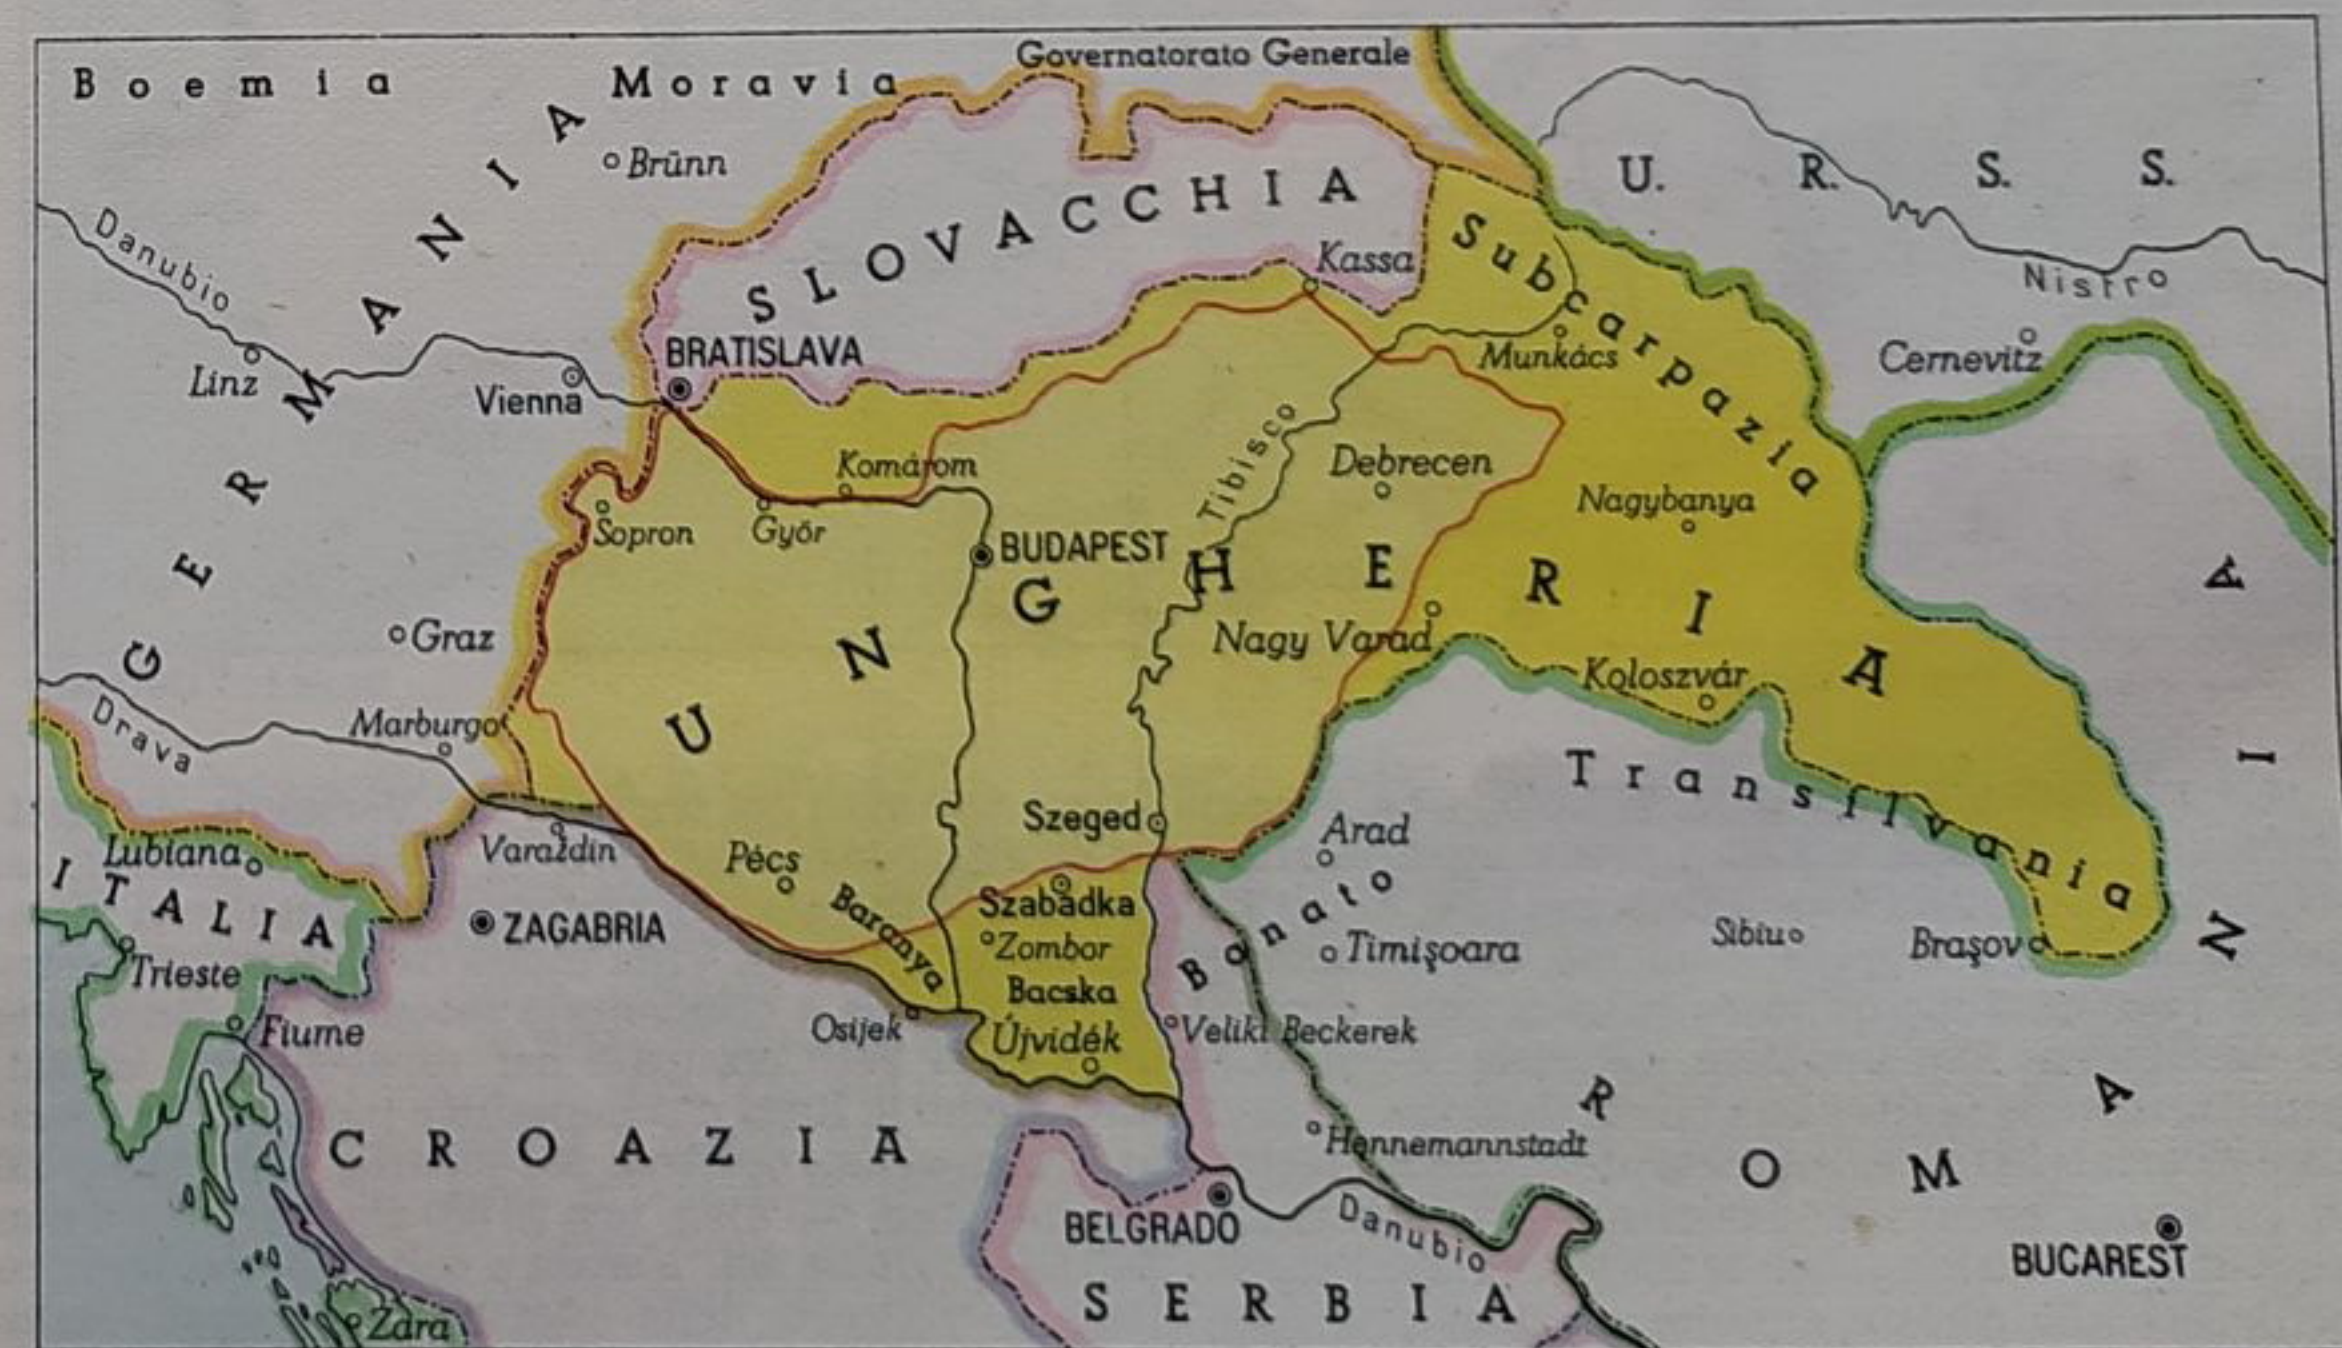 Governatorato Generale
Boemia
Moravia
Brünn
U. R. S. S.
SLOVACCHIA
Subcarpazia
Danubio
GERMANIA
Kassa
Nistro
Linz
Vienna
BRATISLAVA
Munkács
Cernevitz
Komárom
Tibisco
Debrecen
Nagybanya
Sopron
Győr
BUDAPEST
UNGHERIA
Graz
Nagy Varad
Koloszvár
Marburgo
Drava
Transilvania
Lubiana
Varaždin
Pécs
Szeged
Arad
ITALIA
ZAGABRIA
Baranya
Szabadka
Banato
Zombor
Timişoara
Sibiu
Braşov
Trieste
Bacska
Fiume
Osijek
Újvidék
Veliki Beckerek
CROAZIA
Hennemannstadt
ROMANIA
BELGRADO
Danubio
BUCAREST
SERBIA
Zara